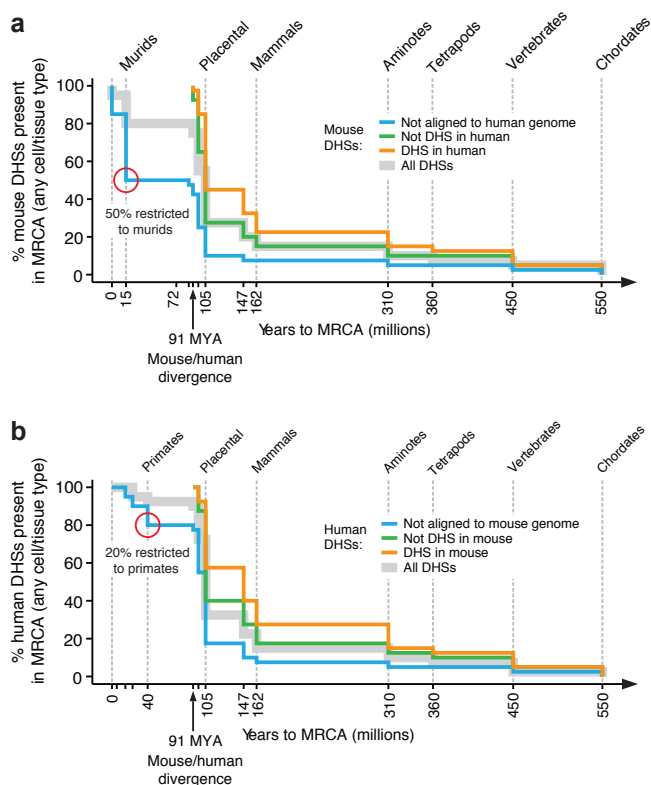 a
Murids
Placental
Mammals
Aminotes
Tetrapods
Vertebrates
Chordates
% mouse DHSs present
in MRCA (any cell/tissue type)
100
80
60
40
20
0
Mouse
DHSs:
Not aligned to human genome
Not DHS in human
DHS in human
All DHSs
50% restricted
to murids
0
15
72
105
147
162
310
360
450
550
Years to MRCA (millions)
91 MYA
Mouse/human
divergence
b
Primates
Placental
Mammals
Aminotes
Tetrapods
Vertebrates
Chordates
% human DHSs present
in MRCA (any cell/tissue type)
100
80
60
40
20
0
Human
DHSs:
Not aligned to mouse genome
Not DHS in mouse
DHS in mouse
All DHSs
20% restricted
to primates
0
40
105
147
162
310
360
450
550
Years to MRCA (millions)
91 MYA
Mouse/human
divergence